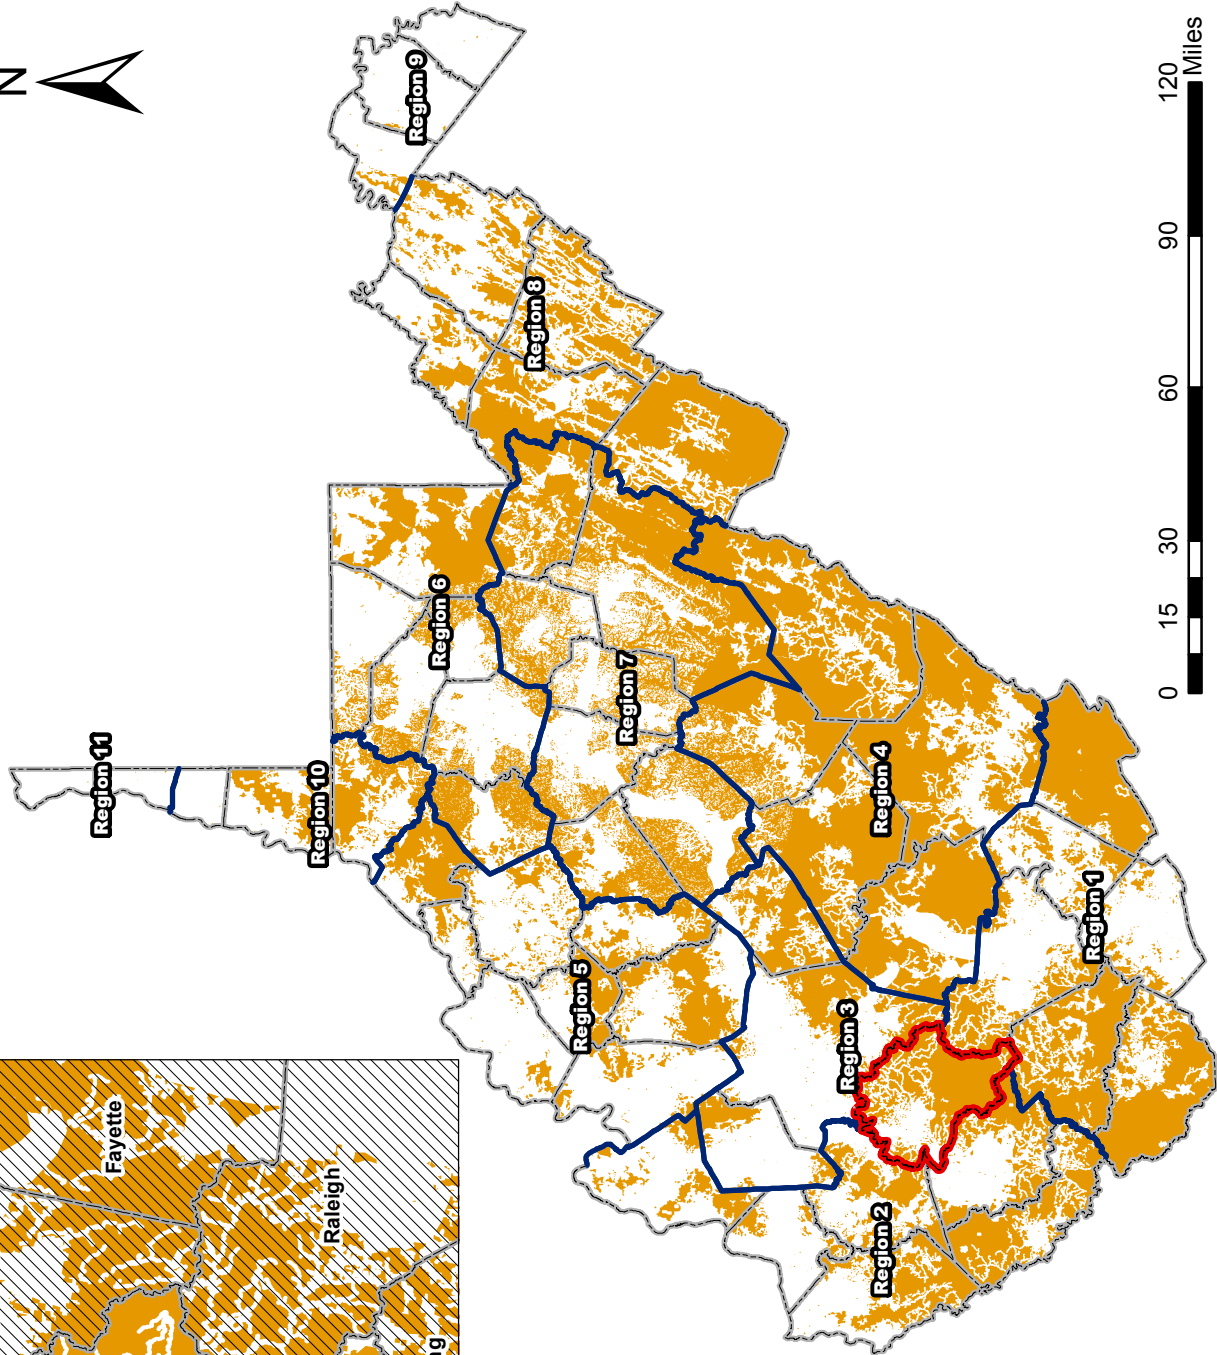 N
Region 9
Region 8
Region 6
Region 7
Region 11
Region 10
Region 4
Region 5
Region 3
Region 1
Region 2
Fayette
Raleigh
ng
0 15 30 60 90 120
Miles